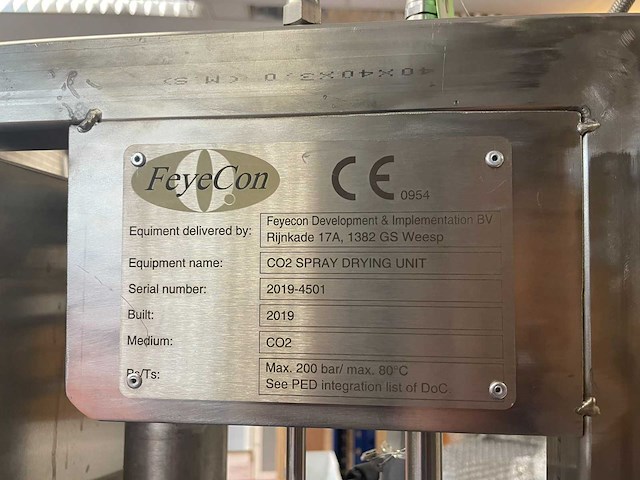 40X40X3,0 (M S)
FeyeCon
CE 0954
Equiment delivered by: Feyecon Development & Implementation BV
Rijnkade 17A, 1382 GS Weesp
Equipment name: CO2 SPRAY DRYING UNIT
Serial number: 2019-4501
Built: 2019
Medium: CO2
Ps/Ts: Max. 200 bar/ max. 80°C
See PED integration list of DoC.